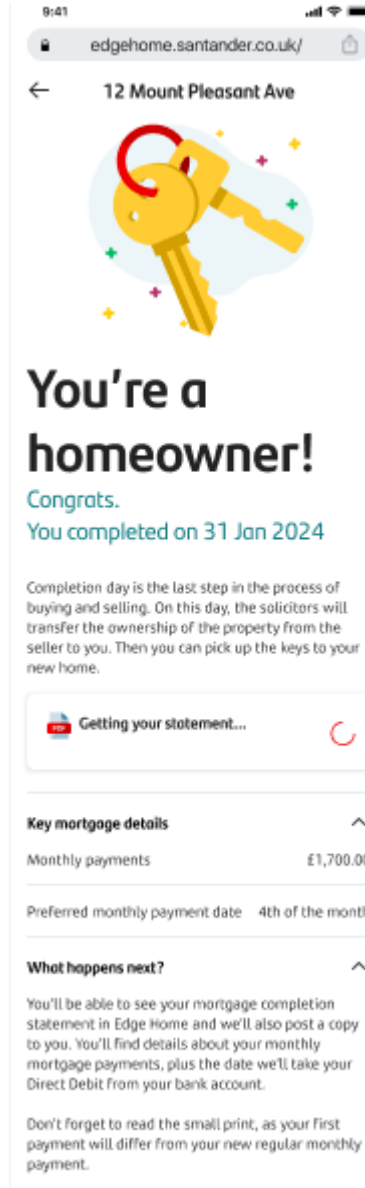 9:41
edgehome.santander.co.uk/
12 Mount Pleasant Ave
You're a
homeowner!
Congrats.
You completed on 31 Jan 2024
Completion day is the last step in the process of
buying and selling. On this day, the solicitors will
transfer the ownership of the property from the
seller to you. Then you can pick up the keys to your
new home.
PDF Getting your statement...
Key mortgage details
Monthly payments £1,700.00
Preferred monthly payment date 4th of the month
What happens next?
You'll be able to see your mortgage completion
statement in Edge Home and we'll also post a copy
to you. You'll find details about your monthly
mortgage payments, plus the date we'll take your
Direct Debit from your bank account.
Don't forget to read the small print, as your first
payment will differ from your new regular monthly
payment.